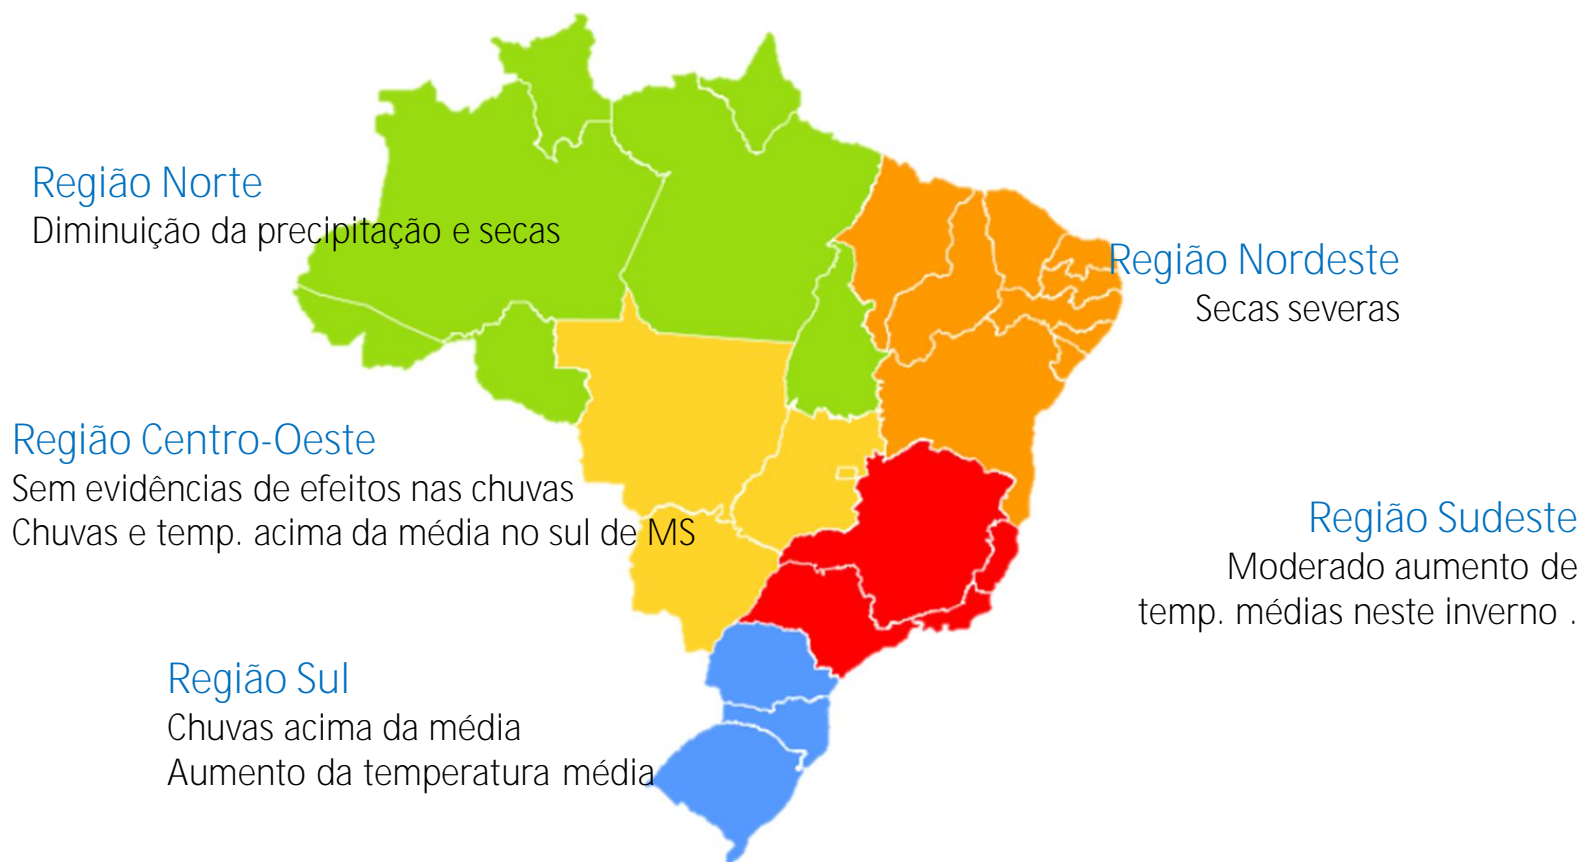 Região Norte
Diminuição da precipitação e secas
Região Nordeste
Secas severas
Região Centro-Oeste
Sem evidências de efeitos nas chuvas
Chuvas e temp. acima da média no sul de MS
Região Sudeste
Moderado aumento de
temp. médias neste inverno .
Região Sul
Chuvas acima da média
Aumento da temperatura média